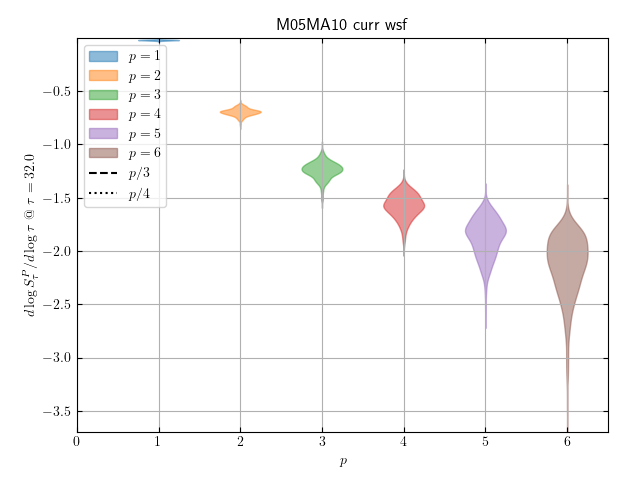 M05MA10 curr wsf
p = 1
p = 2
p = 3
p = 4
p = 5
p = 6
p/3
p/4
d log S_τ^P / d log τ @ τ = 32.0
−0.5
−1.0
−1.5
−2.0
−2.5
−3.0
−3.5
0 1 2 3 4 5 6
p